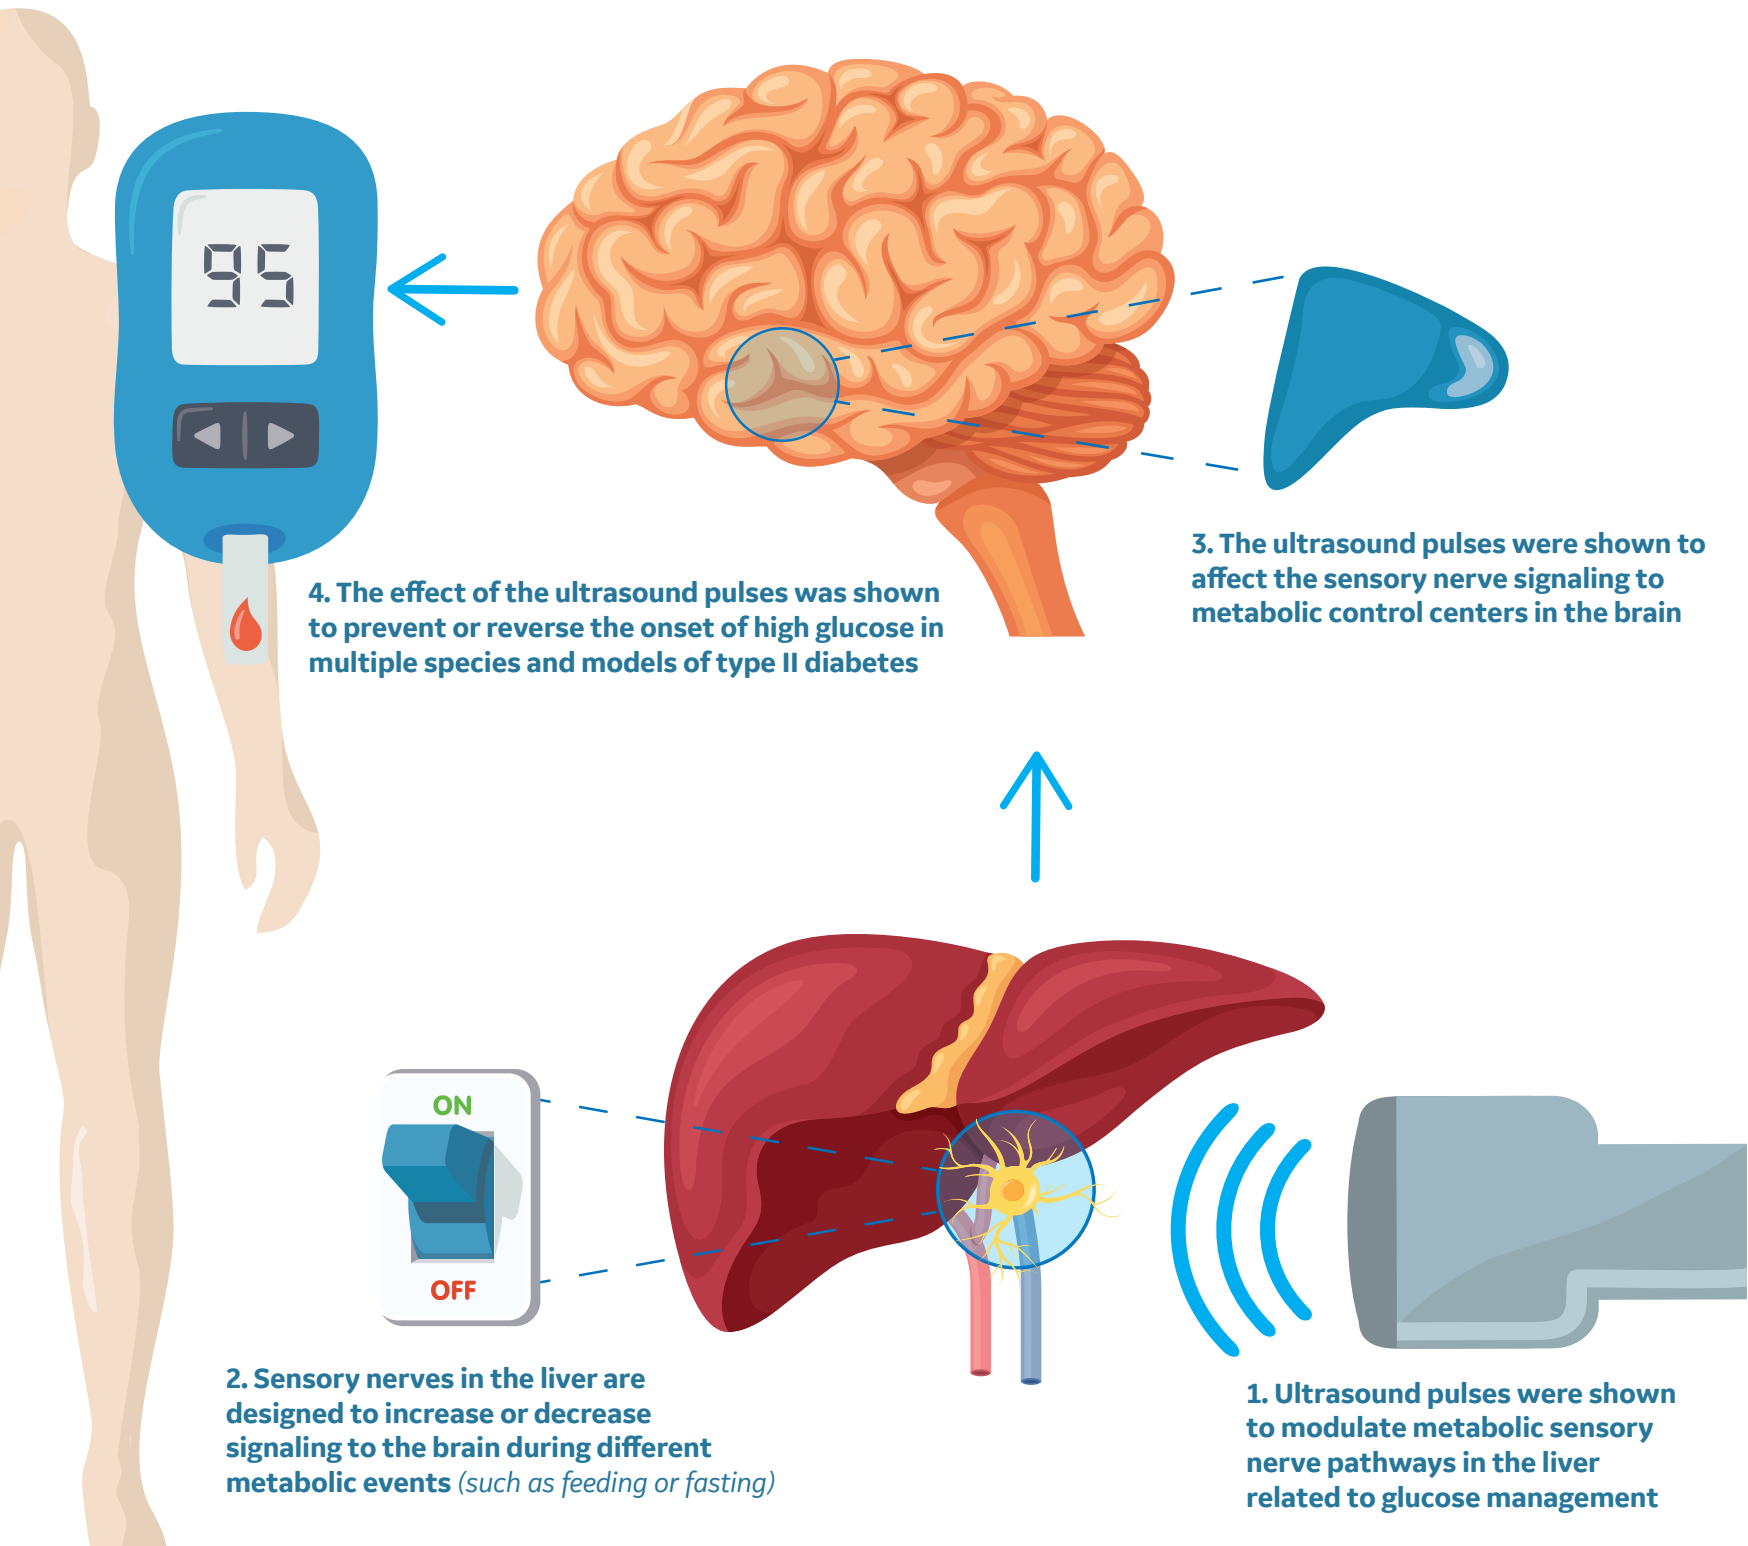 95
3. The ultrasound pulses were shown to
affect the sensory nerve signaling to
metabolic control centers in the brain
4. The effect of the ultrasound pulses was shown
to prevent or reverse the onset of high glucose in
multiple species and models of type II diabetes
ON
OFF
2. Sensory nerves in the liver are
designed to increase or decrease
signaling to the brain during different
metabolic events (such as feeding or fasting)
1. Ultrasound pulses were shown
to modulate metabolic sensory
nerve pathways in the liver
related to glucose management